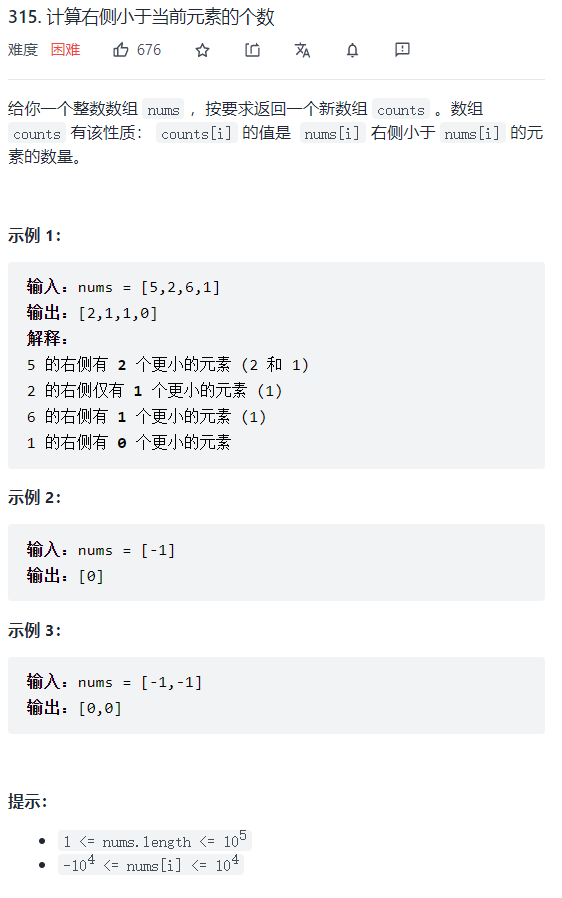 315. 计算右侧小于当前元素的个数
难度 困难 676
给你一个整数数组 nums ，按要求返回一个新数组 counts 。数组
counts 有该性质： counts[i] 的值是 nums[i] 右侧小于 nums[i] 的元
素的数量。
示例 1：
输入：nums = [5,2,6,1]
输出：[2,1,1,0]
解释：
5 的右侧有 2 个更小的元素 (2 和 1)
2 的右侧仅有 1 个更小的元素 (1)
6 的右侧有 1 个更小的元素 (1)
1 的右侧有 0 个更小的元素
示例 2：
输入：nums = [-1]
输出：[0]
示例 3：
输入：nums = [-1,-1]
输出：[0,0]
提示：
1 <= nums.length <= 10^5
-10^4 <= nums[i] <= 10^4